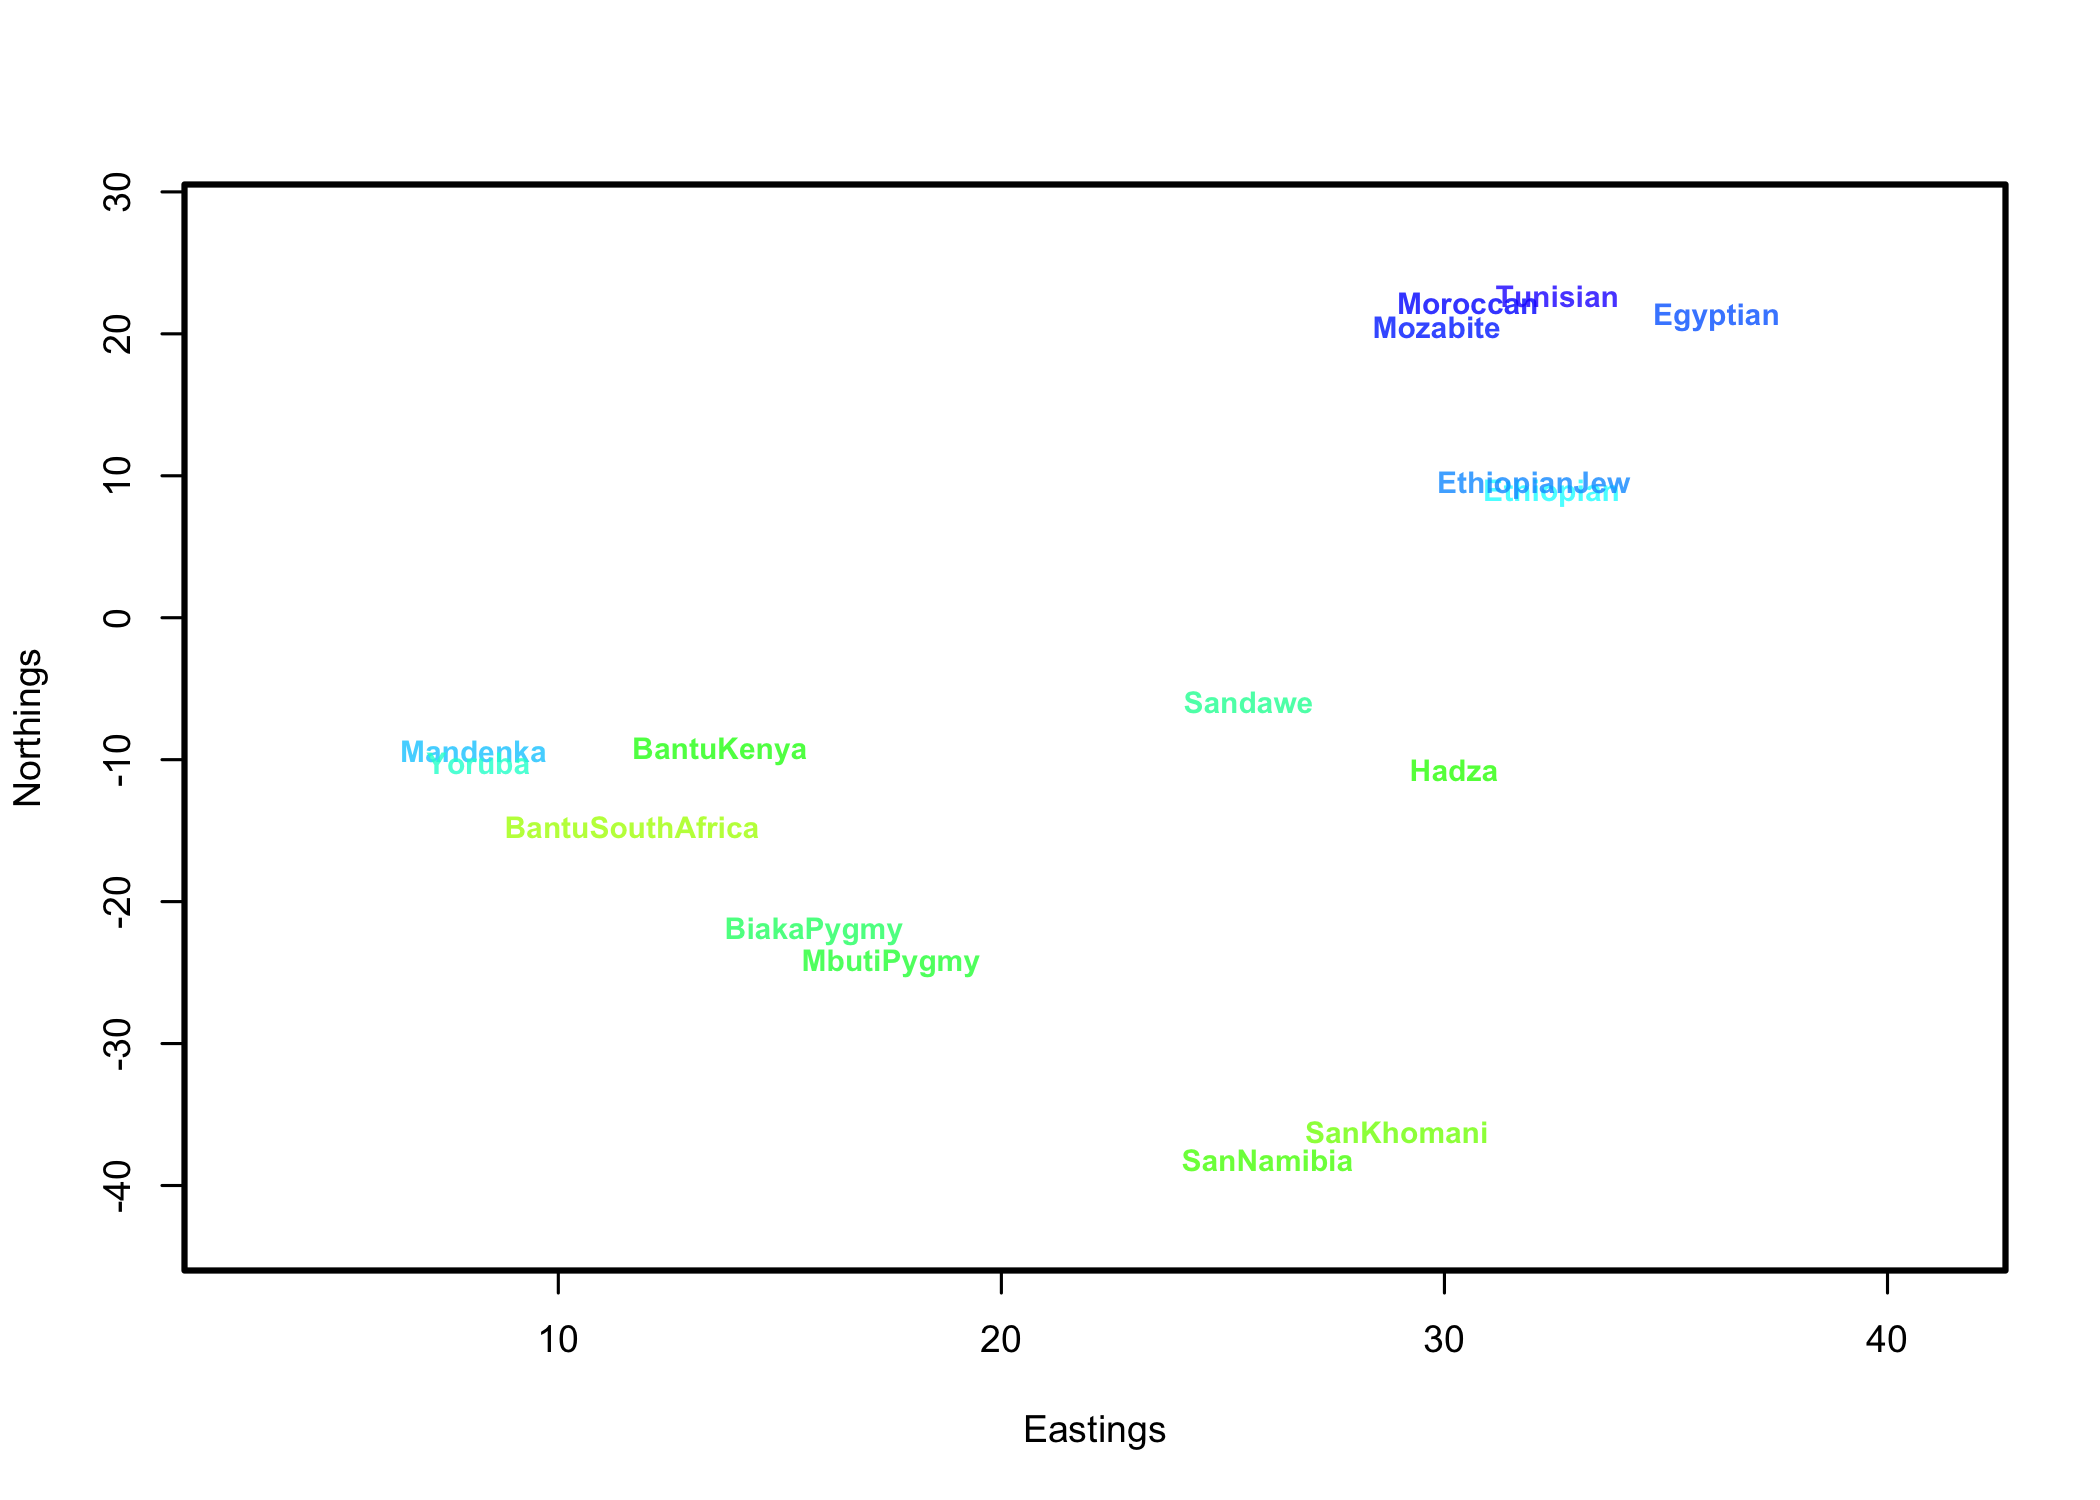 30
20
10
0
-10
-20
-30
-40
Northings
Tunisian
Moroccan
Egyptian
Mozabite
EthiopianJew
Ethiopian
Sandawe
BantuKenya
Mandenka
Yoruba
Hadza
BantuSouthAfrica
BiakaPygmy
MbutiPygmy
SanKhomani
SanNamibia
10 20 30 40
Eastings